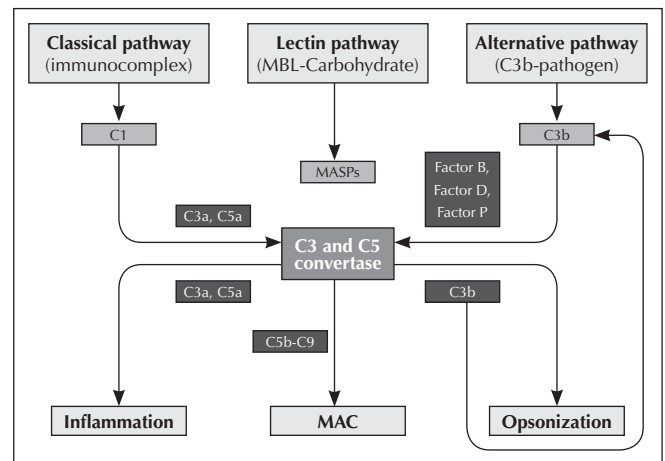 Classical pathway
(immunocomplex)
Lectin pathway
(MBL-Carbohydrate)
Alternative pathway
(C3b-pathogen)
C1
MASPs
C3b
Factor B,
Factor D,
Factor P
C3a, C5a
C3 and C5
convertase
C3a, C5a
C3b
C5b-C9
Inflammation
MAC
Opsonization